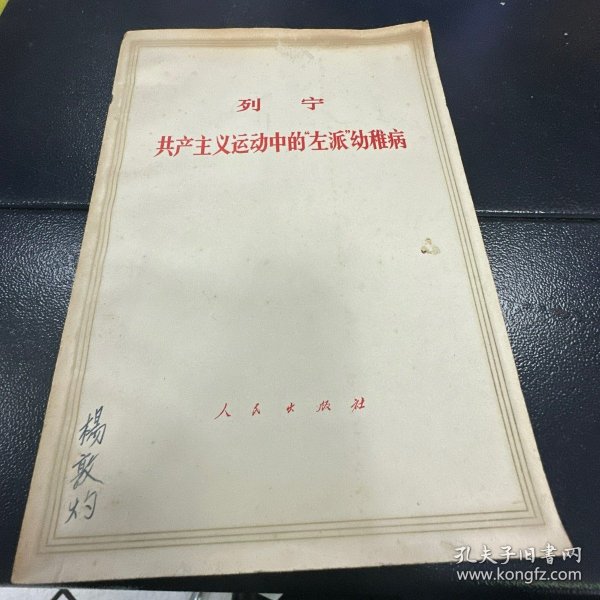 列宁
共产主义运动中的“左派”幼稚病
人民出版社
楊敦灼
孔夫子旧书网
www.kongfz.com